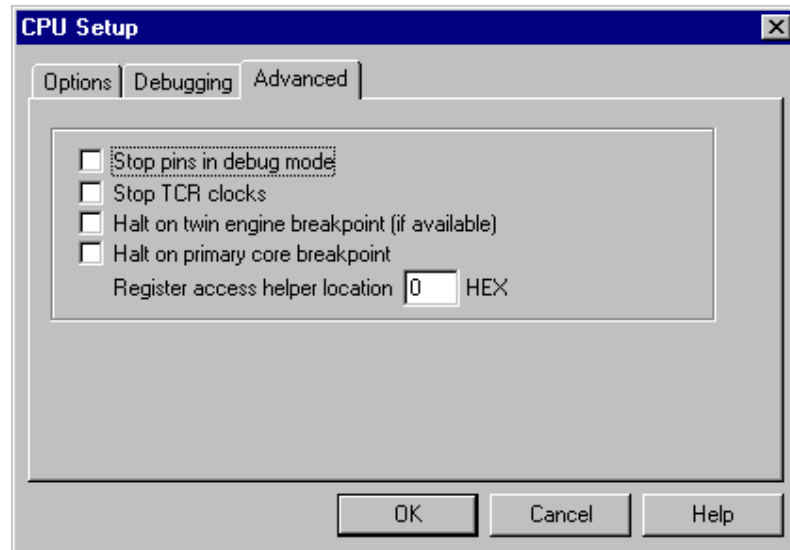 CPU Setup
Options Debugging Advanced
Stop pins in debug mode
Stop TCR clocks
Halt on twin engine breakpoint (if available)
Halt on primary core breakpoint
Register access helper location 0 HEX
OK Cancel Help